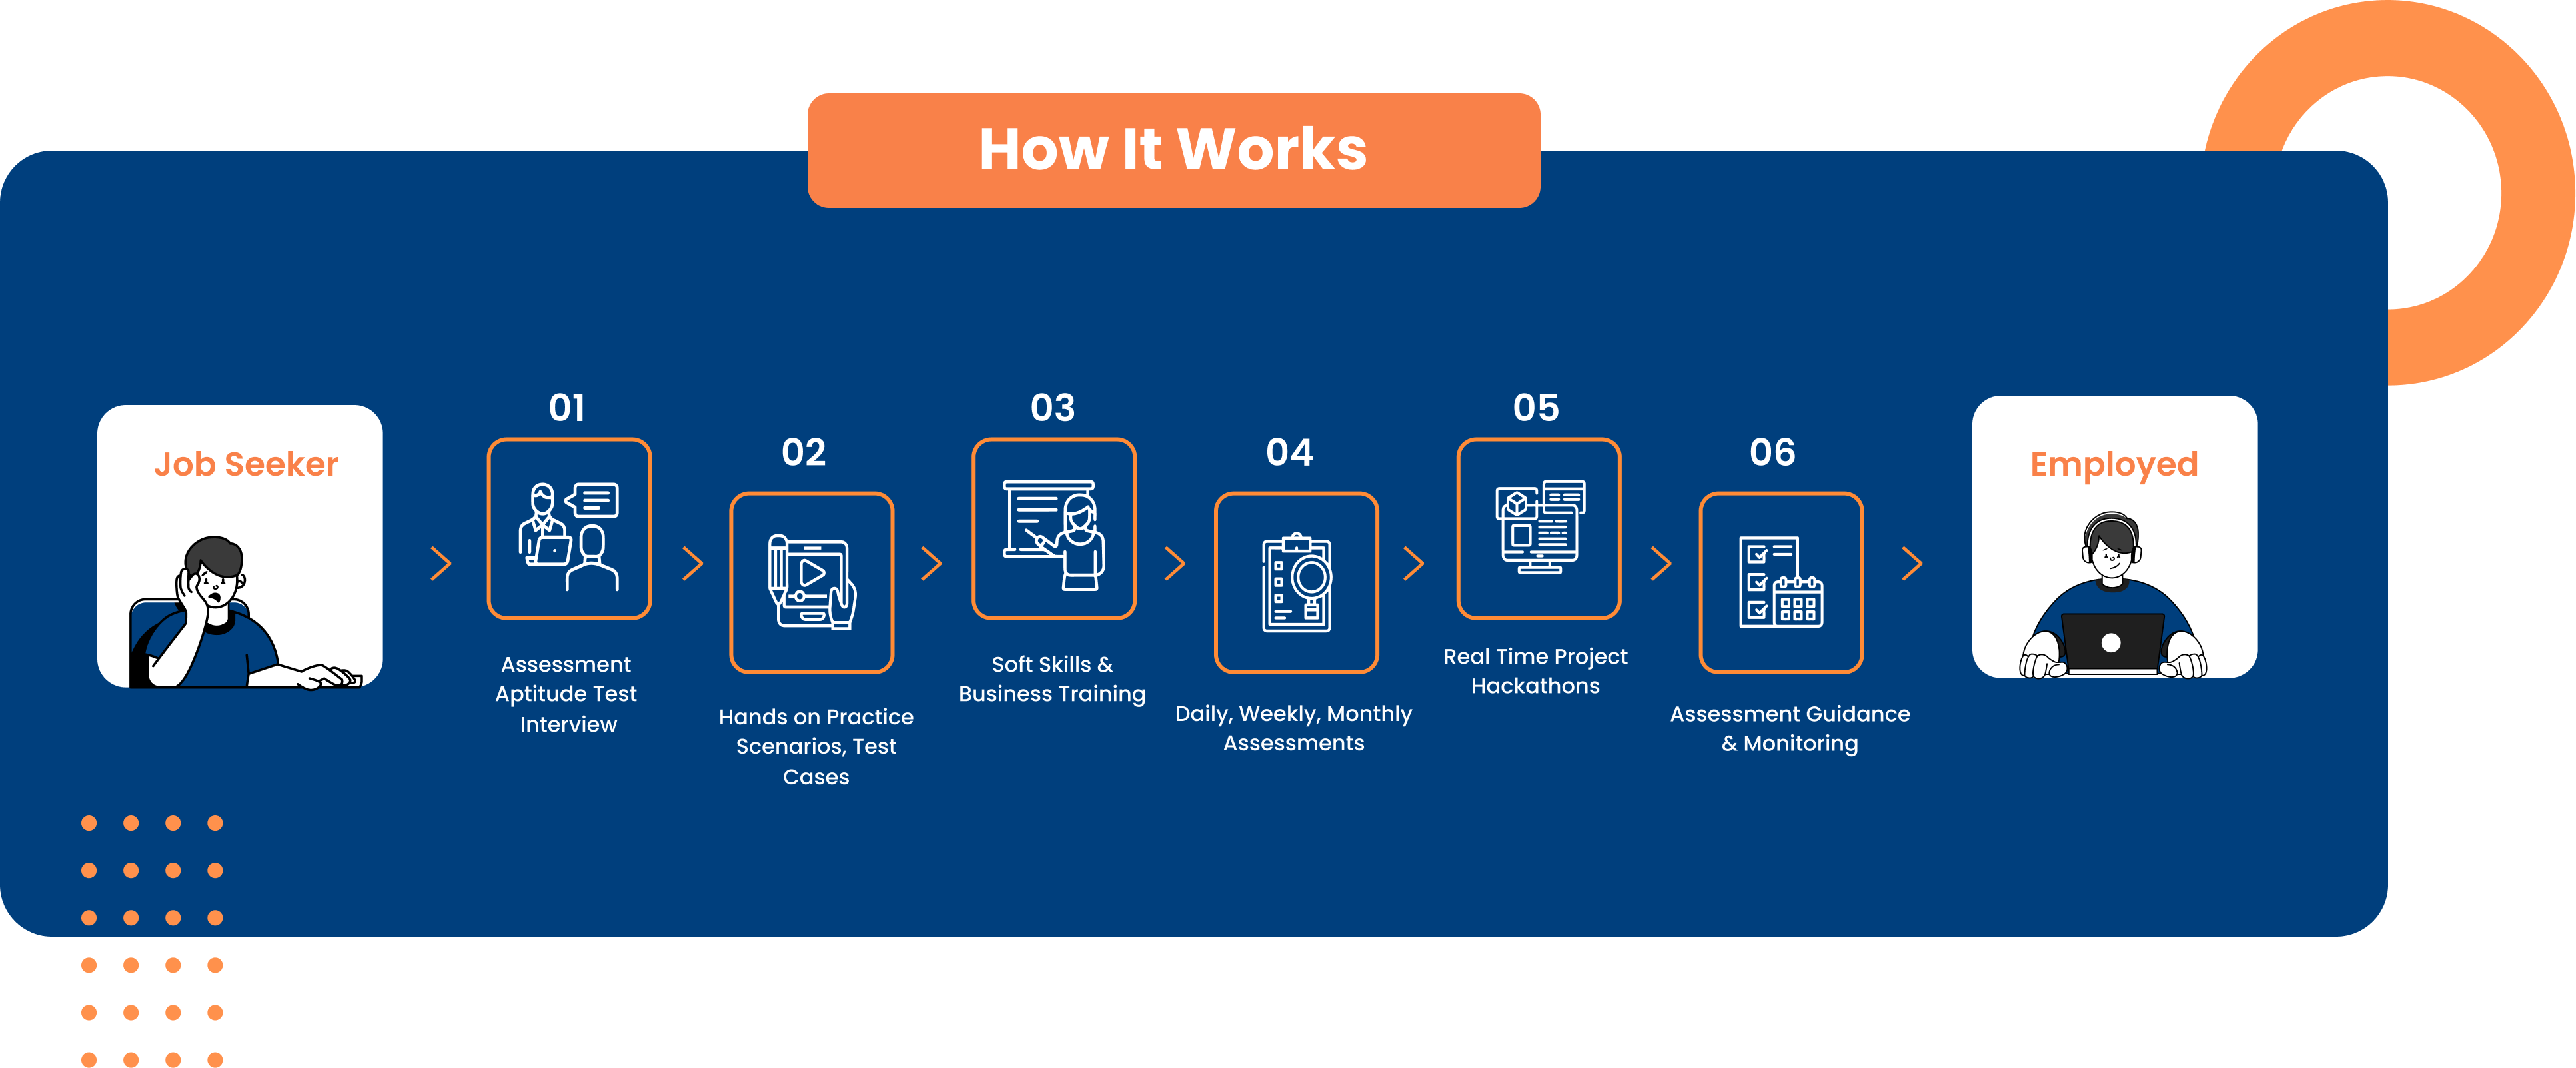 How It Works
Job Seeker
01
Assessment
Aptitude Test
Interview
02
Hands on Practice
Scenarios, Test
Cases
03
Soft Skills &
Business Training
04
Daily, Weekly, Monthly
Assessments
05
Real Time Project
Hackathons
06
Assessment Guidance
& Monitoring
Employed